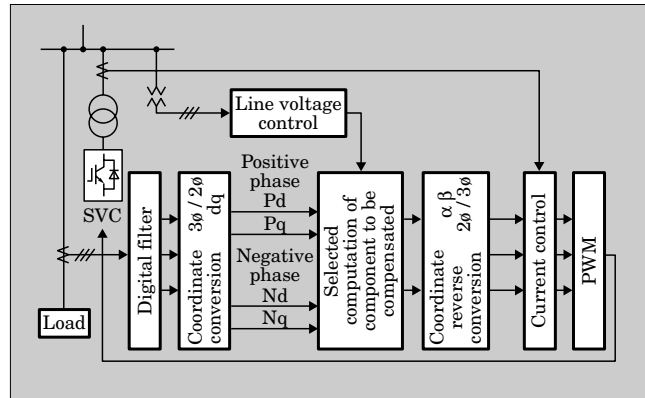 Line voltage
control
SVC
Load
Digital filter
Coordinate
conversion
3ø / 2ø
dq
Positive
phase
Pd
Pq
Negative
phase
Nd
Nq
Selected
computation of
component to be
compensated
Coordinate
reverse
conversion
α β
2ø / 3ø
Current control
PWM